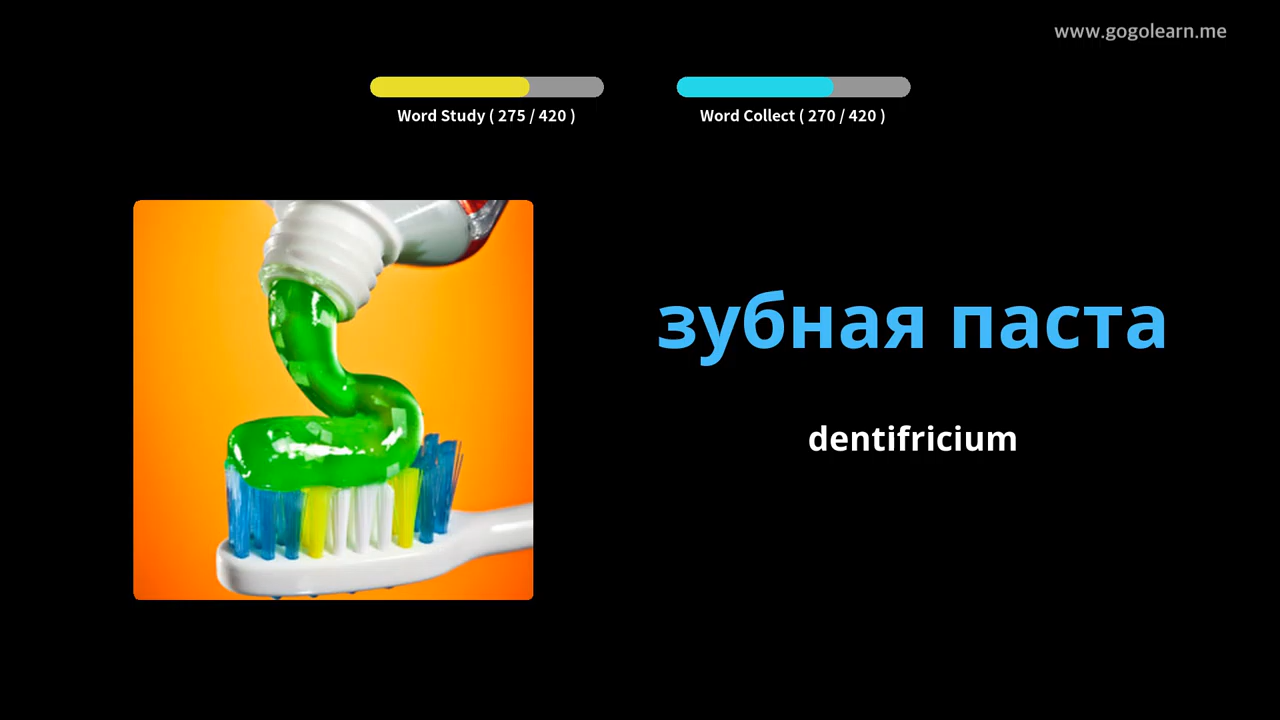 www.gogolearn.me
Word Study ( 275 / 420 )
Word Collect ( 270 / 420 )
зубная паста
dentifricium